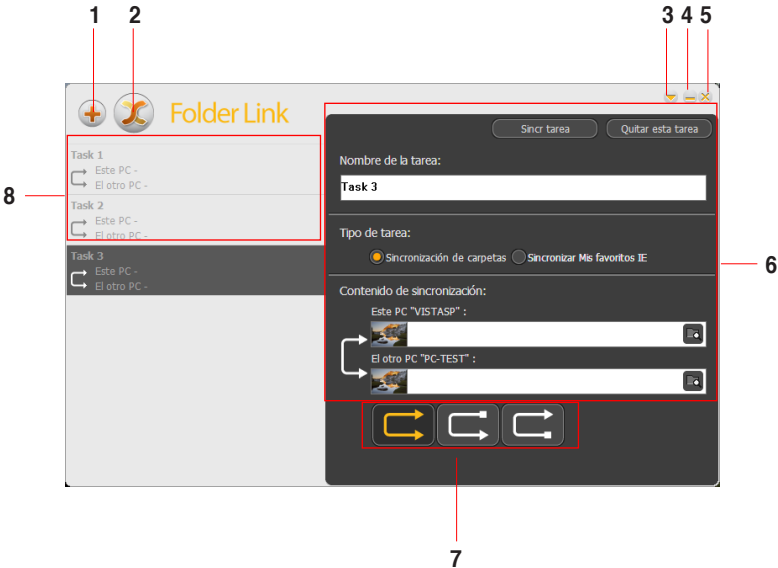 1 2 3 4 5
Folder Link
Sincr tarea Quitar esta tarea
Task 1
Este PC -
El otro PC -
Task 2
Este PC -
El otro PC -
Task 3
Este PC -
El otro PC -
Nombre de la tarea:
Task 3
Tipo de tarea:
Sincronización de carpetas Sincronizar Mis favoritos IE
Contenido de sincronización:
Este PC "VISTASP" :
El otro PC "PC-TEST" :
8
6
7